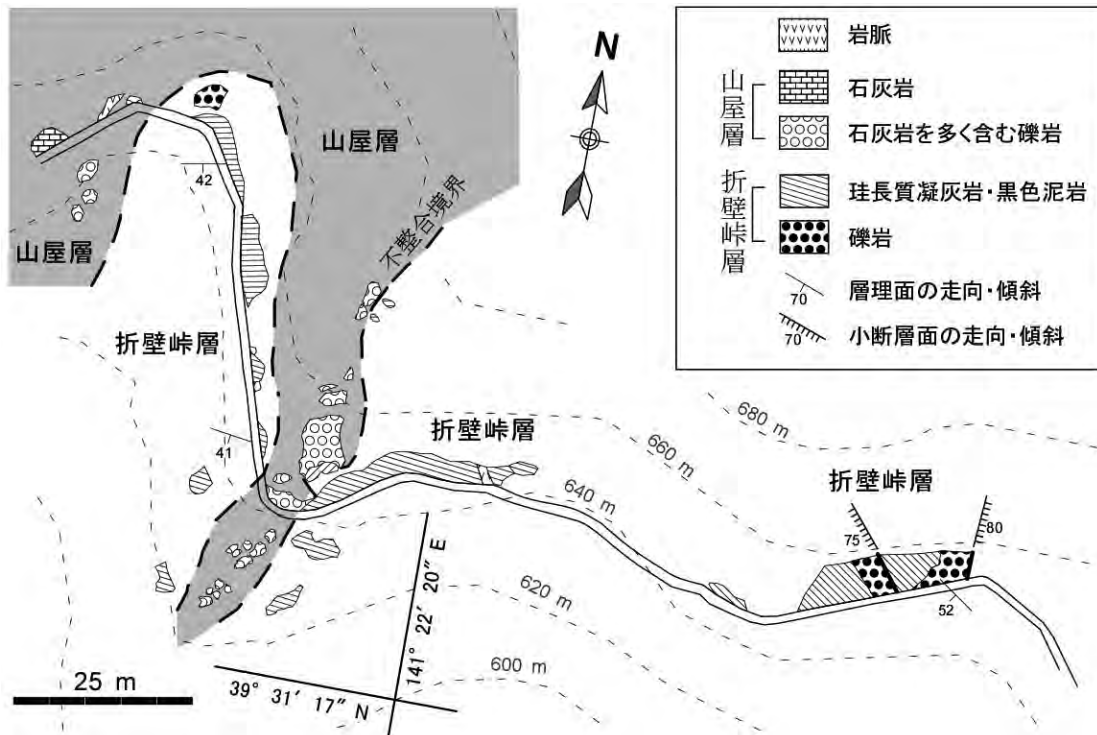 N
岩脈
山屋層
石灰岩
石灰岩を多く含む礫岩
折壁峠層
珪長質凝灰岩・黒色泥岩
礫岩
70
層理面の走向・傾斜
70
小断層面の走向・傾斜
山屋層
不整合境界
42
山屋層
折壁峠層
41
折壁峠層
680 m
660 m
640 m
620 m
600 m
折壁峠層
75
80
52
141° 22′ 20″ E
39° 31′ 17″ N
25 m